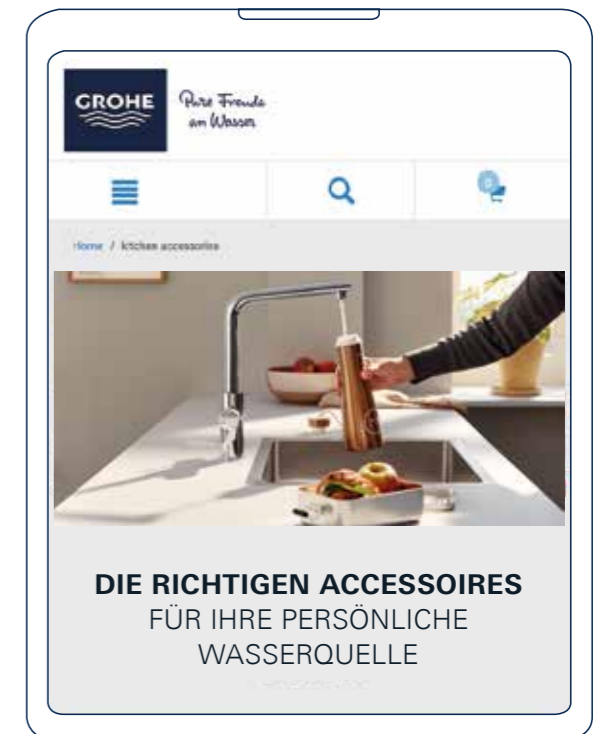 GROHE
Pure Freude
an Wasser
0
Home / kitchen accessories
DIE RICHTIGEN ACCESSOIRES
FÜR IHRE PERSÖNLICHE
WASSERQUELLE